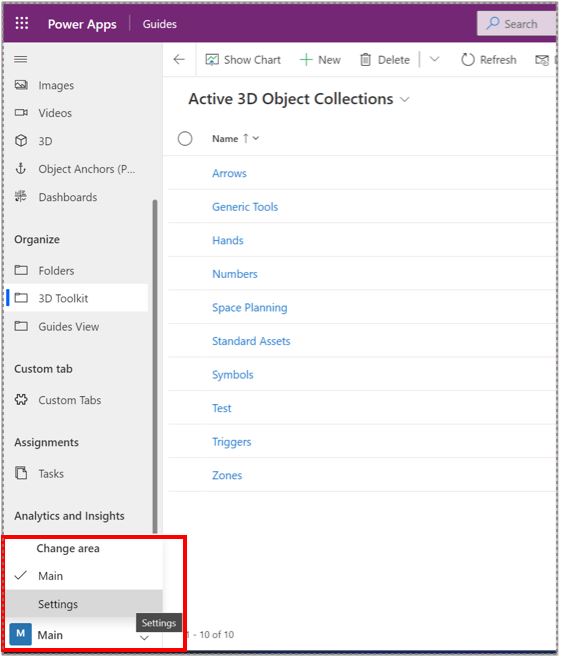 Power Apps
Guides
Search
Images
Videos
3D
Object Anchors (P...
Dashboards
Organize
Folders
3D Toolkit
Guides View
Custom tab
Custom Tabs
Assignments
Tasks
Analytics and Insights
Change area
Main
Settings
Settings
M Main
Show Chart
New
Delete
Refresh
Active 3D Object Collections
Name
Arrows
Generic Tools
Hands
Numbers
Space Planning
Standard Assets
Symbols
Test
Triggers
Zones
1 - 10 of 10